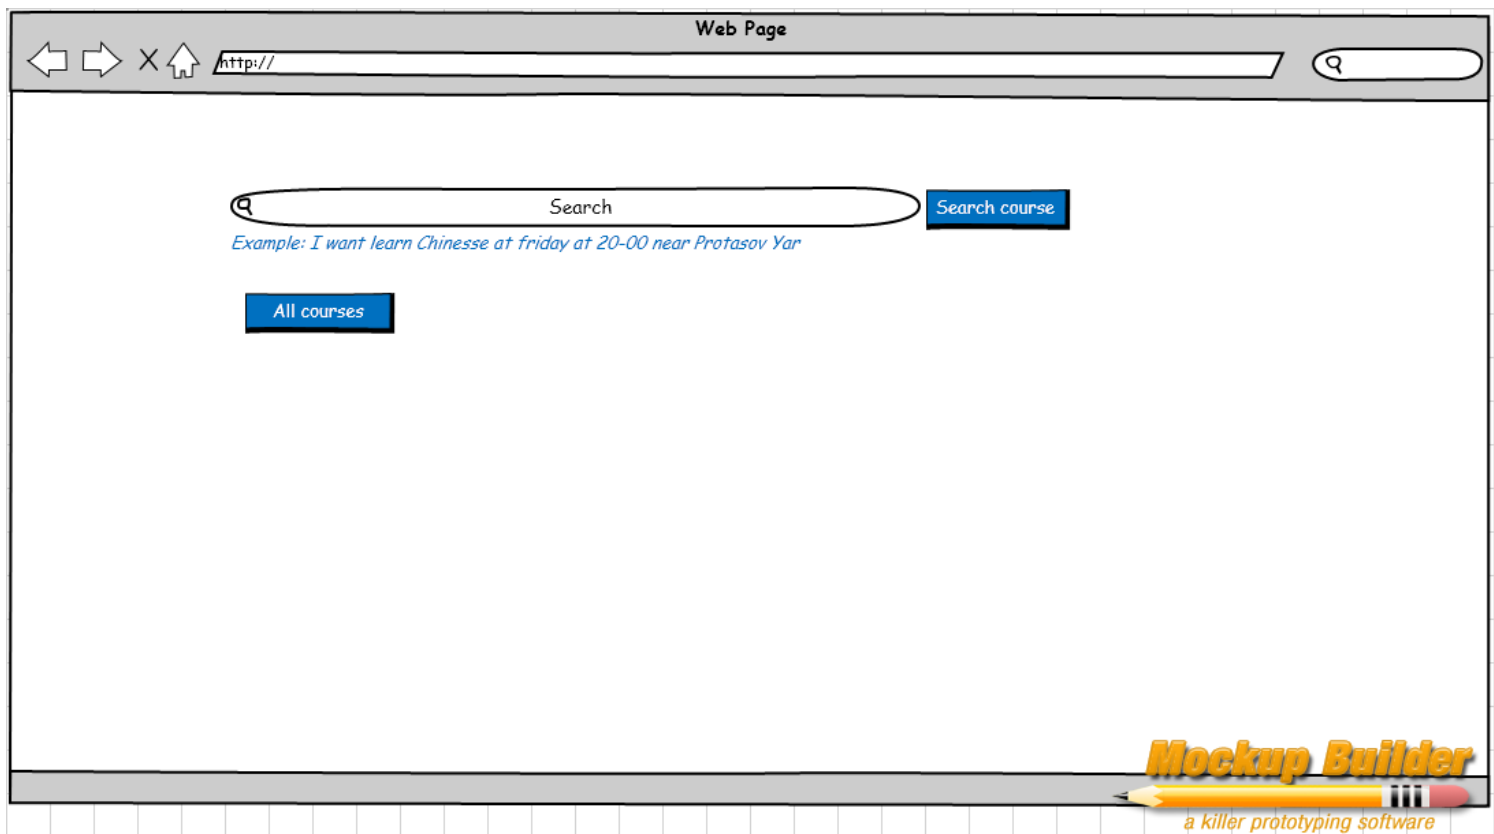 Web Page
http://
Search
Search course
Example: I want learn Chinesse at friday at 20-00 near Protasov Yar
All courses
Mockup Builder
a killer prototyping software